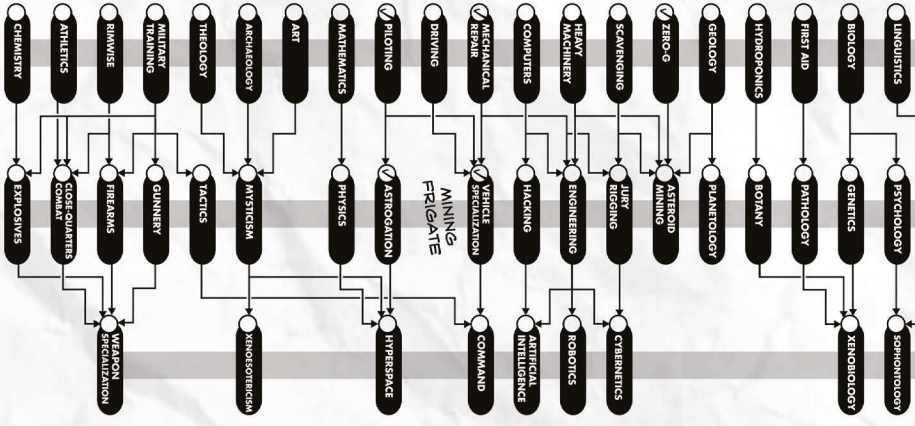 CHEMISTRY
ATHLETICS
RIMWISE
MILITARY
TRAINING
THEOLOGY
ARCHAEOLOGY
ART
MATHEMATICS
PILOTING
DRIVING
MECHANICAL
REPAIR
COMPUTERS
HEAVY
MACHINERY
SCAVENGING
ZERO-G
GEOLOGY
HYDROPONICS
FIRST AID
BIOLOGY
LINGUISTICS
EXPLOSIVES
CLOSE-QUARTERS
COMBAT
FIREARMS
GUNNERY
TACTICS
MYSTICISM
PHYSICS
ASTROGATION
MINING
FRIGATE
VEHICLE
SPECIALIZATION
HACKING
ENGINEERING
JURY
RIGGING
ASTEROID
MINING
PLANETOLOGY
BOTANY
PATHOLOGY
GENETICS
PSYCHOLOGY
WEAPON
SPECIALIZATION
XENOESOTERICISM
HYPERSPACE
COMMAND
ARTIFICIAL
INTELLIGENCE
ROBOTICS
CYBERNETICS
XENOBIOLOGY
SOPHONTOLOGY